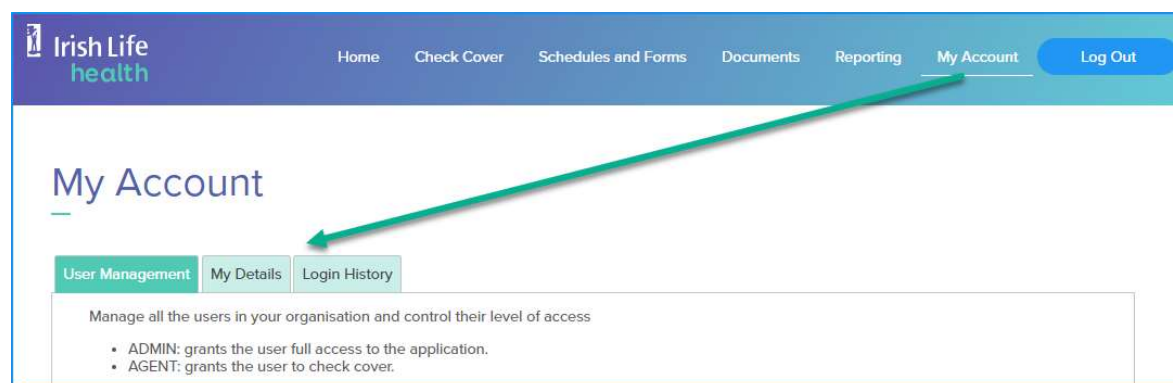 Irish Life
health
Home Check Cover Schedules and Forms Documents Reporting My Account Log Out
My Account
User Management My Details Login History
Manage all the users in your organisation and control their level of access
• ADMIN: grants the user full access to the application.
• AGENT: grants the user to check cover.